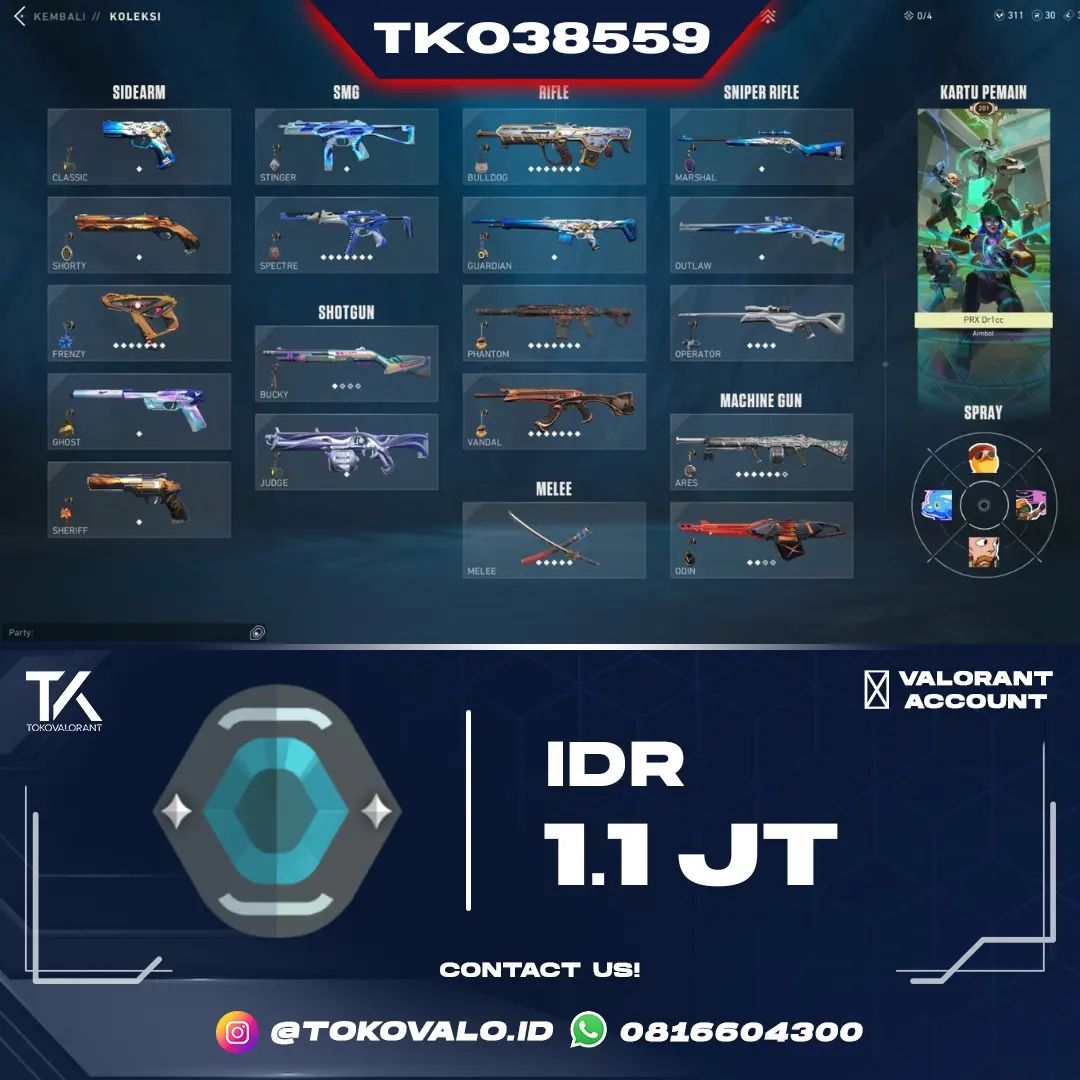 KEMBALI // KOLEKSI
TK038559
0/4
311
30
SIDEARM
SMG
RIFLE
SNIPER RIFLE
KARTU PEMAIN
201
CLASSIC
STINGER
BULLDOG
MARSHAL
SHORTY
SPECTRE
GUARDIAN
OUTLAW
SHOTGUN
PRX Dr1cc
Aimbot
FRENZY
BUCKY
PHANTOM
OPERATOR
MACHINE GUN
SPRAY
GHOST
JUDGE
VANDAL
ARES
MELEE
SHERIFF
MELEE
ODIN
Party:
TK
TOKOVALORANT
VALORANT
ACCOUNT
IDR
1.1 JT
CONTACT US!
@TOKOVALO.ID
0816604300